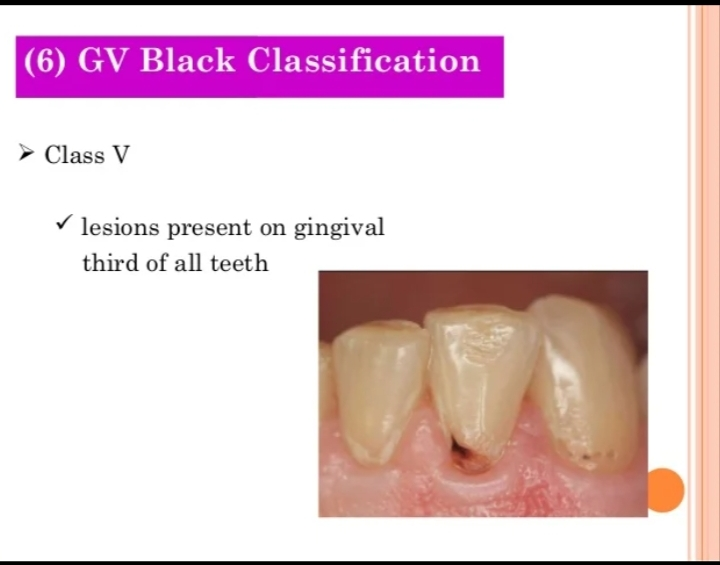 (6) GV Black Classification
➢ Class V
✓ lesions present on gingival
third of all teeth